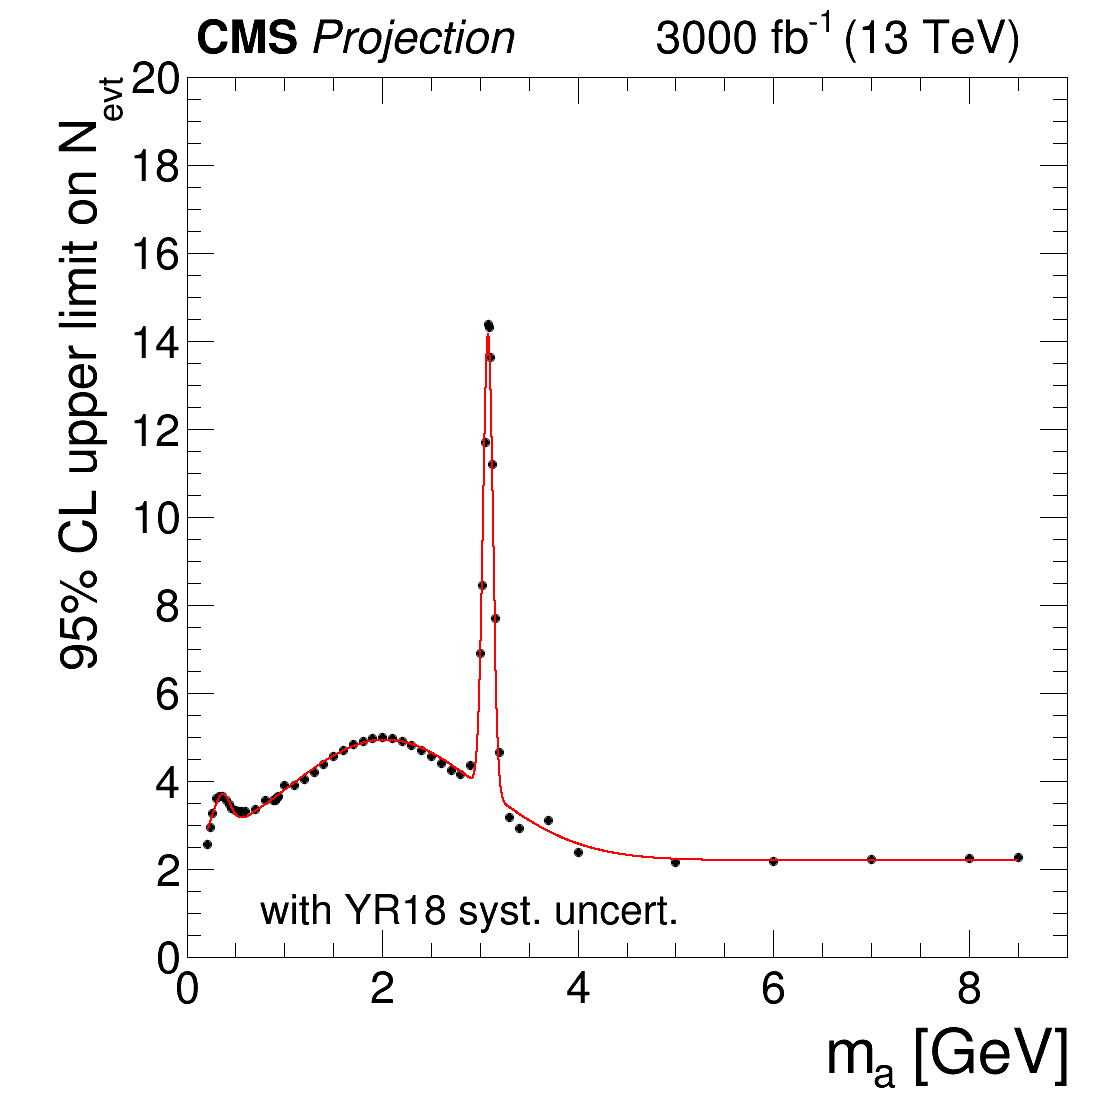 CMS Projection 3000 fb-1 (13 TeV)
95% CL upper limit on Nevt
20
18
16
14
12
10
8
6
4
2
0
with YR18 syst. uncert.
0 2 4 6 8
ma [GeV]